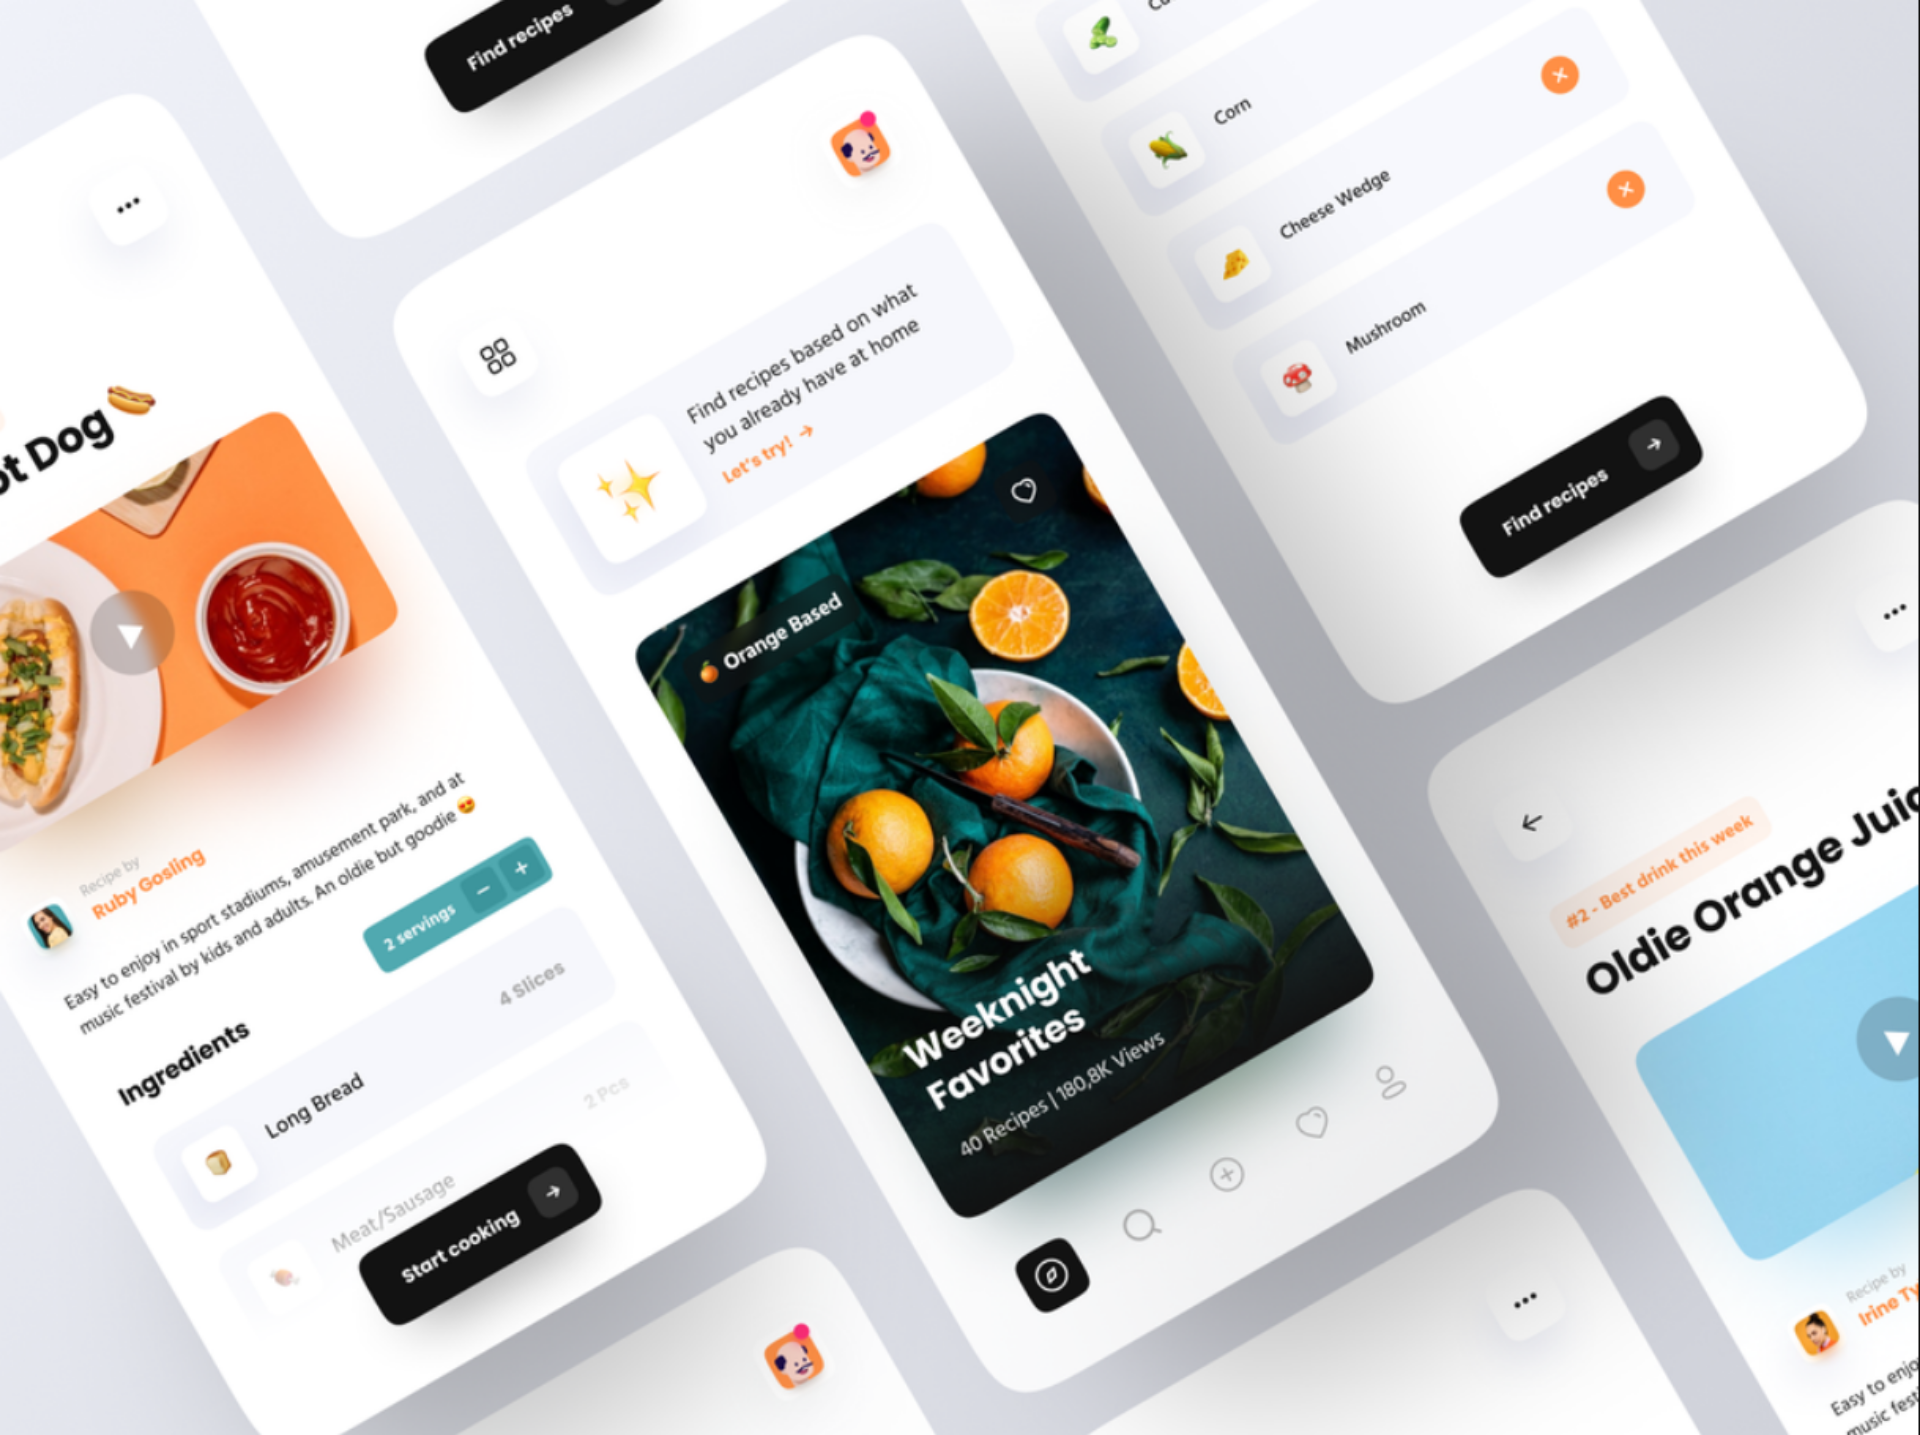 Find recipes
ot Dog
Recipe by
Ruby Gosling
Easy to enjoy in sport stadiums, amusement park, and at
music festival by kids and adults. An oldie but goodie
2 servings
Ingredients
Long Bread
4 Slices
Meat/Sausage
2 Pcs
Start cooking
Find recipes based on what
you already have at home
Let's try!
Orange Based
Weeknight
Favorites
40 Recipes | 180,8K Views
Cu
Corn
Cheese Wedge
Mushroom
Find recipes
#2 - Best drink this week
Oldie Orange Juic
Recipe by
Irine Ty
Easy to enjo
music fest